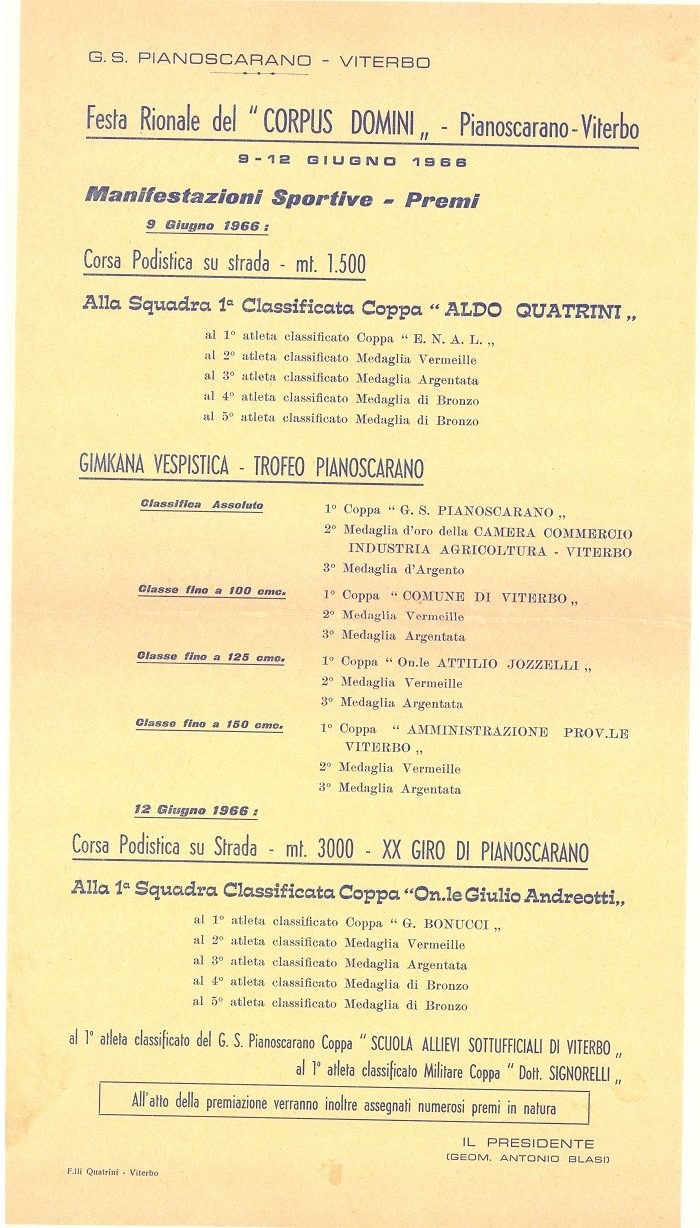 G. S. PIANOSCARANO - VITERBO
Festa Rionale del " CORPUS DOMINI „ - Pianoscarano-Viterbo
9-12 GIUGNO 1966
Manifestazioni Sportive - Premi
9 Giugno 1966 :
Corsa Podistica su strada - mt. 1.500
Alla Squadra 1ª Classificata Coppa " ALDO QUATRINI „
al 1° atleta classificato Coppa " E. N. A. L. „
al 2° atleta classificato Medaglia Vermeille
al 3° atleta classificato Medaglia Argentata
al 4° atleta classificato Medaglia di Bronzo
al 5° atleta classificato Medaglia di Bronzo
GIMKANA VESPISTICA - TROFEO PIANOSCARANO
Classifica Assoluto 1° Coppa " G. S. PIANOSCARANO „
2° Medaglia d'oro della CAMERA COMMERCIO
INDUSTRIA AGRICOLTURA - VITERBO
3° Medaglia d'Argento
Classe fino a 100 cmc. 1° Coppa " COMUNE DI VITERBO „
2° Medaglia Vermeille
3° Medaglia Argentata
Classe fino a 125 cmc. 1° Coppa " On.le ATTILIO JOZZELLI „
2° Medaglia Vermeille
3° Medaglia Argentata
Classe fino a 150 cmc. 1° Coppa " AMMINISTRAZIONE PROV.LE
VITERBO „
2° Medaglia Vermeille
3° Medaglia Argentata
12 Giugno 1966 :
Corsa Podistica su Strada - mt. 3000 - XX GIRO DI PIANOSCARANO
Alla 1ª Squadra Classificata Coppa "On.le Giulio Andreotti„
al 1° atleta classificato Coppa " G. BONUCCI „
al 2° atleta classificato Medaglia Vermeille
al 3° atleta classificato Medaglia Argentata
al 4° atleta classificato Medaglia di Bronzo
al 5° atleta classificato Medaglia di Bronzo
al 1° atleta classificato del G. S. Pianoscarano Coppa " SCUOLA ALLIEVI SOTTUFFICIALI DI VITERBO „
al 1° atleta classificato Militare Coppa " Dott. SIGNORELLI „
All'atto della premiazione verranno inoltre assegnati numerosi premi in natura
IL PRESIDENTE
(GEOM. ANTONIO BLASI)
F.lli Quatrini - Viterbo